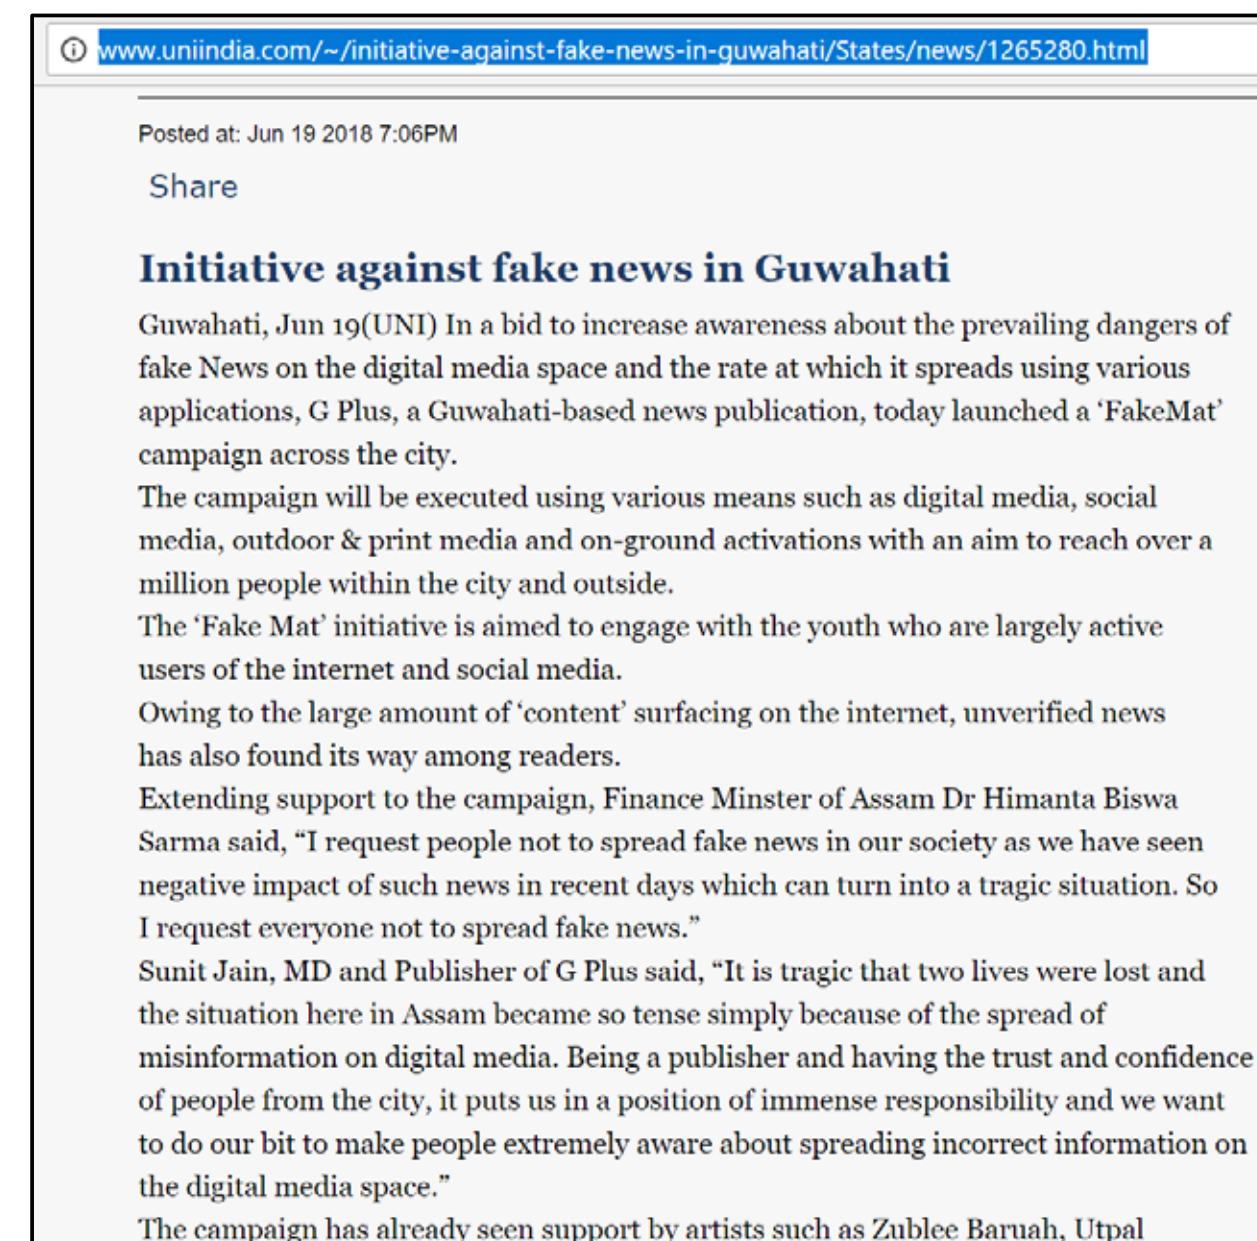 www.uniindia.com/~/initiative-against-fake-news-in-guwahati/States/news/1265280.html
Posted at: Jun 19 2018 7:06PM
Share
Initiative against fake news in Guwahati
Guwahati, Jun 19(UNI) In a bid to increase awareness about the prevailing dangers of
fake News on the digital media space and the rate at which it spreads using various
applications, G Plus, a Guwahati-based news publication, today launched a ‘FakeMat’
campaign across the city.
The campaign will be executed using various means such as digital media, social
media, outdoor & print media and on-ground activations with an aim to reach over a
million people within the city and outside.
The ‘Fake Mat’ initiative is aimed to engage with the youth who are largely active
users of the internet and social media.
Owing to the large amount of ‘content’ surfacing on the internet, unverified news
has also found its way among readers.
Extending support to the campaign, Finance Minster of Assam Dr Himanta Biswa
Sarma said, “I request people not to spread fake news in our society as we have seen
negative impact of such news in recent days which can turn into a tragic situation. So
I request everyone not to spread fake news.”
Sunit Jain, MD and Publisher of G Plus said, “It is tragic that two lives were lost and
the situation here in Assam became so tense simply because of the spread of
misinformation on digital media. Being a publisher and having the trust and confidence
of people from the city, it puts us in a position of immense responsibility and we want
to do our bit to make people extremely aware about spreading incorrect information on
the digital media space.”
The campaign has already seen support by artists such as Zublee Baruah, Utpal